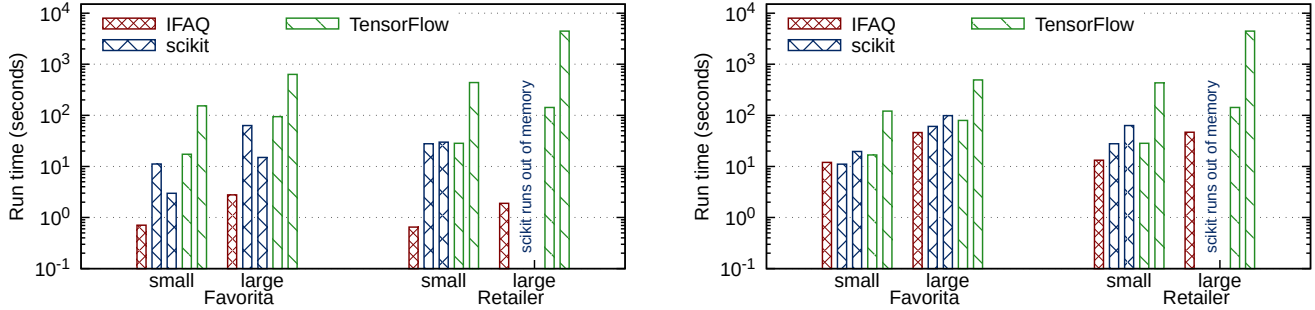 10^4
10^3
10^2
10^1
10^0
10^-1
Run time (seconds)
IFAQ
scikit
TensorFlow
scikit runs out of memory
small large small large
Favorita Retailer
10^4
10^3
10^2
10^1
10^0
10^-1
Run time (seconds)
IFAQ
scikit
TensorFlow
scikit runs out of memory
small large small large
Favorita Retailer